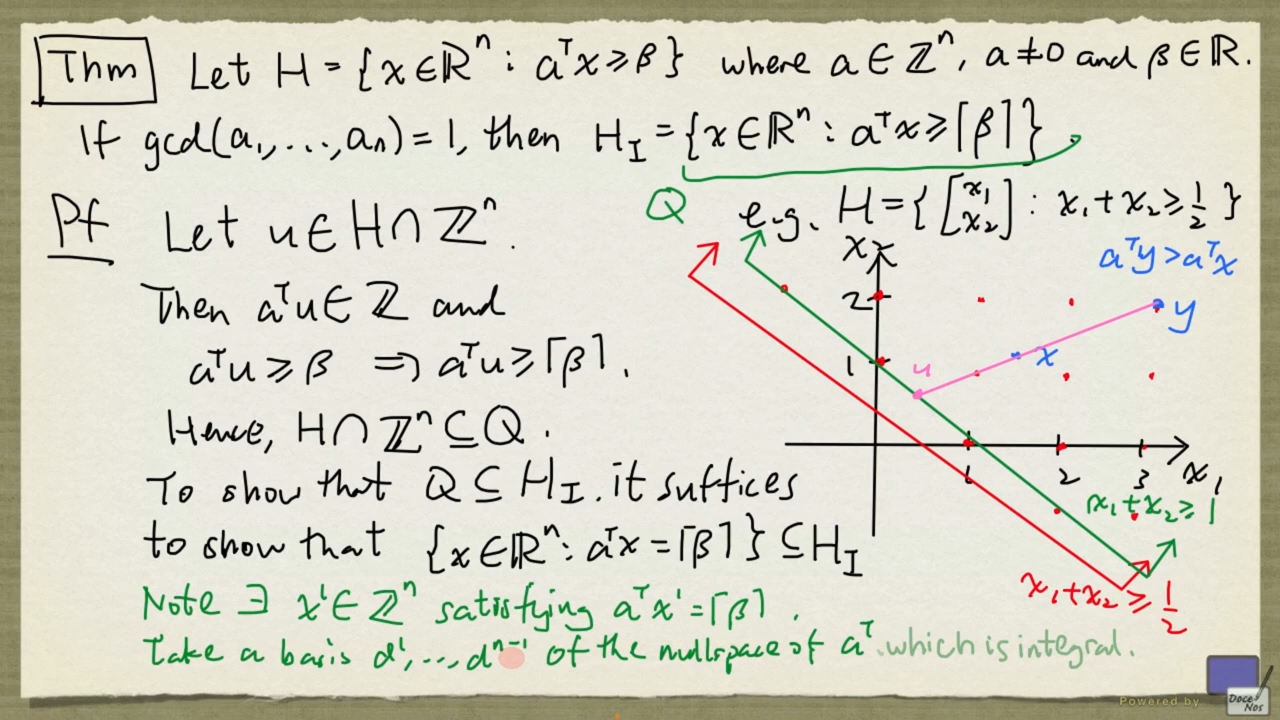 Thm Let H = {x ∈ ℝⁿ : aᵀx ≥ β} where a ∈ ℤⁿ, a ≠ 0 and β ∈ ℝ.
If gcd(a₁,...,aₙ) = 1, then H_I = {x ∈ ℝⁿ : aᵀx ≥ ⌈β⌉}.
Q
Pf Let u ∈ H ∩ ℤⁿ.
Then aᵀu ∈ ℤ and
aᵀu ≥ β ⇒ aᵀu ≥ ⌈β⌉.
Hence, H ∩ ℤⁿ ⊆ Q.
To show that Q ⊆ H_I, it suffices
to show that {x ∈ ℝⁿ : aᵀx = ⌈β⌉} ⊆ H_I
Note ∃ x' ∈ ℤⁿ satisfying aᵀx' = ⌈β⌉.
Take a basis d¹,...,dⁿ⁻¹ of the nullspace of aᵀ which is integral.
e.g. H = { [x₁ x₂] : x₁ + x₂ ≥ 1/2 }
aᵀy > aᵀx
2
y
1
u
x
1 2 3 x₁
x₁ + x₂ ≥ 1
x₁ + x₂ ≥ 1/2
Powered by
Doce
Nos